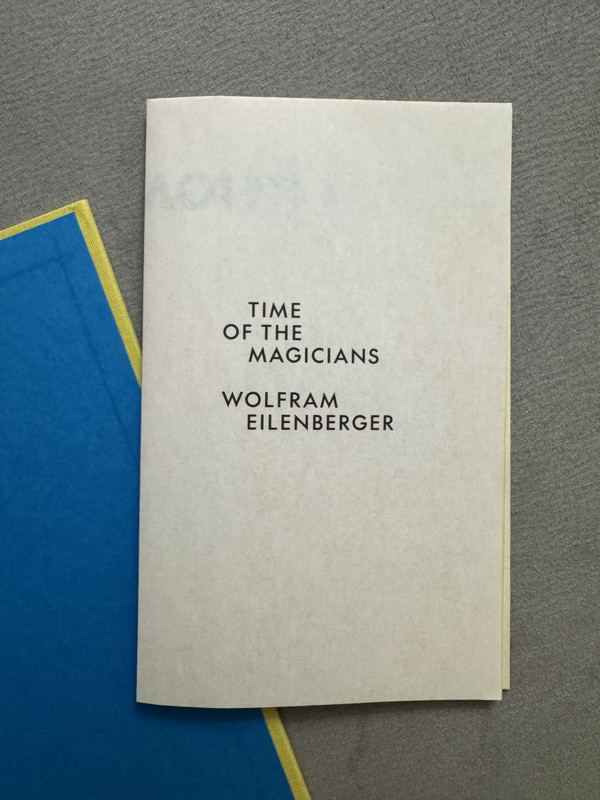 TIME
OF THE
MAGICIANS
WOLFRAM
EILENBERGER